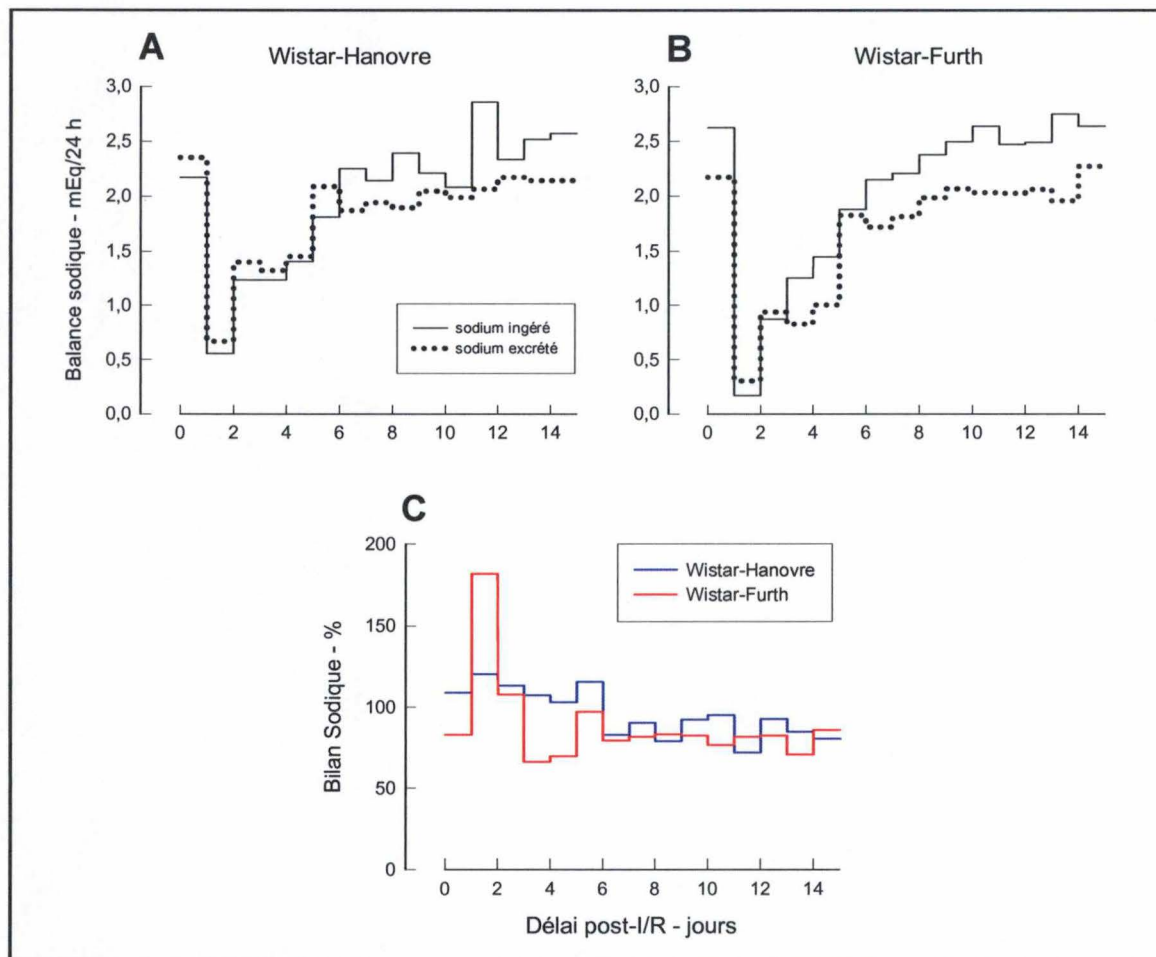 A
Wistar-Hanovre
Balance sodique - mEq/24 h
3,0
2,5
2,0
1,5
1,0
0,5
0,0
sodium ingéré
sodium excrété
0 2 4 6 8 10 12 14
B
Wistar-Furth
3,0
2,5
2,0
1,5
1,0
0,5
0,0
0 2 4 6 8 10 12 14
C
Bilan Sodique - %
200
150
100
50
0
Wistar-Hanovre
Wistar-Furth
0 2 4 6 8 10 12 14
Délai post-I/R - jours